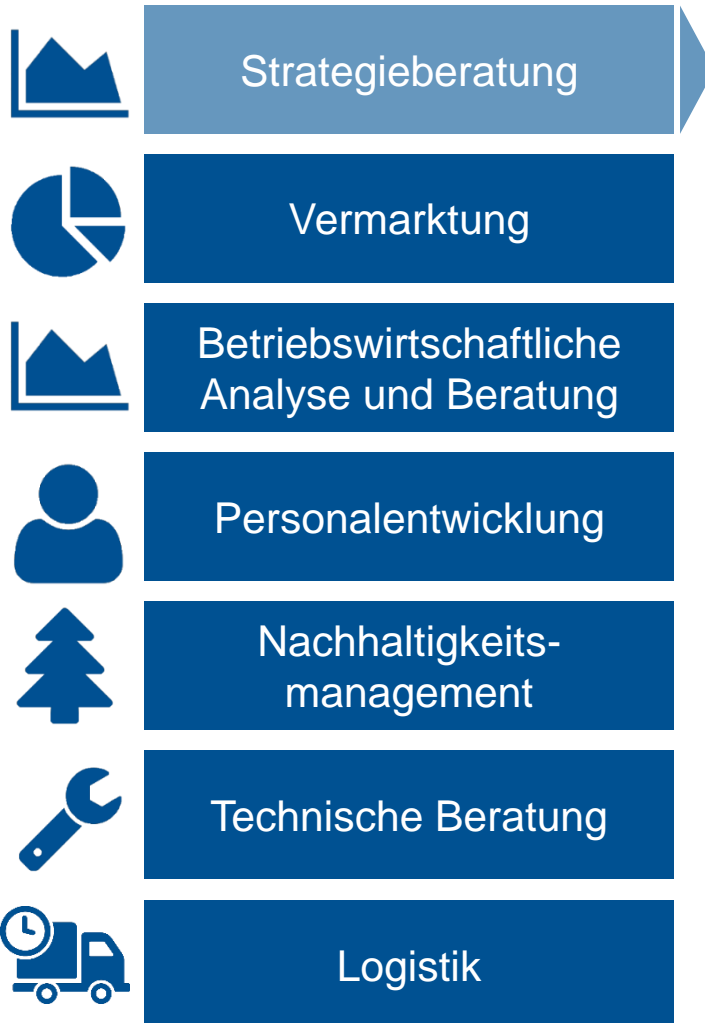 Strategieberatung
Vermarktung
Betriebswirtschaftliche
Analyse und Beratung
Personalentwicklung
Nachhaltigkeits-
management
Technische Beratung
Logistik